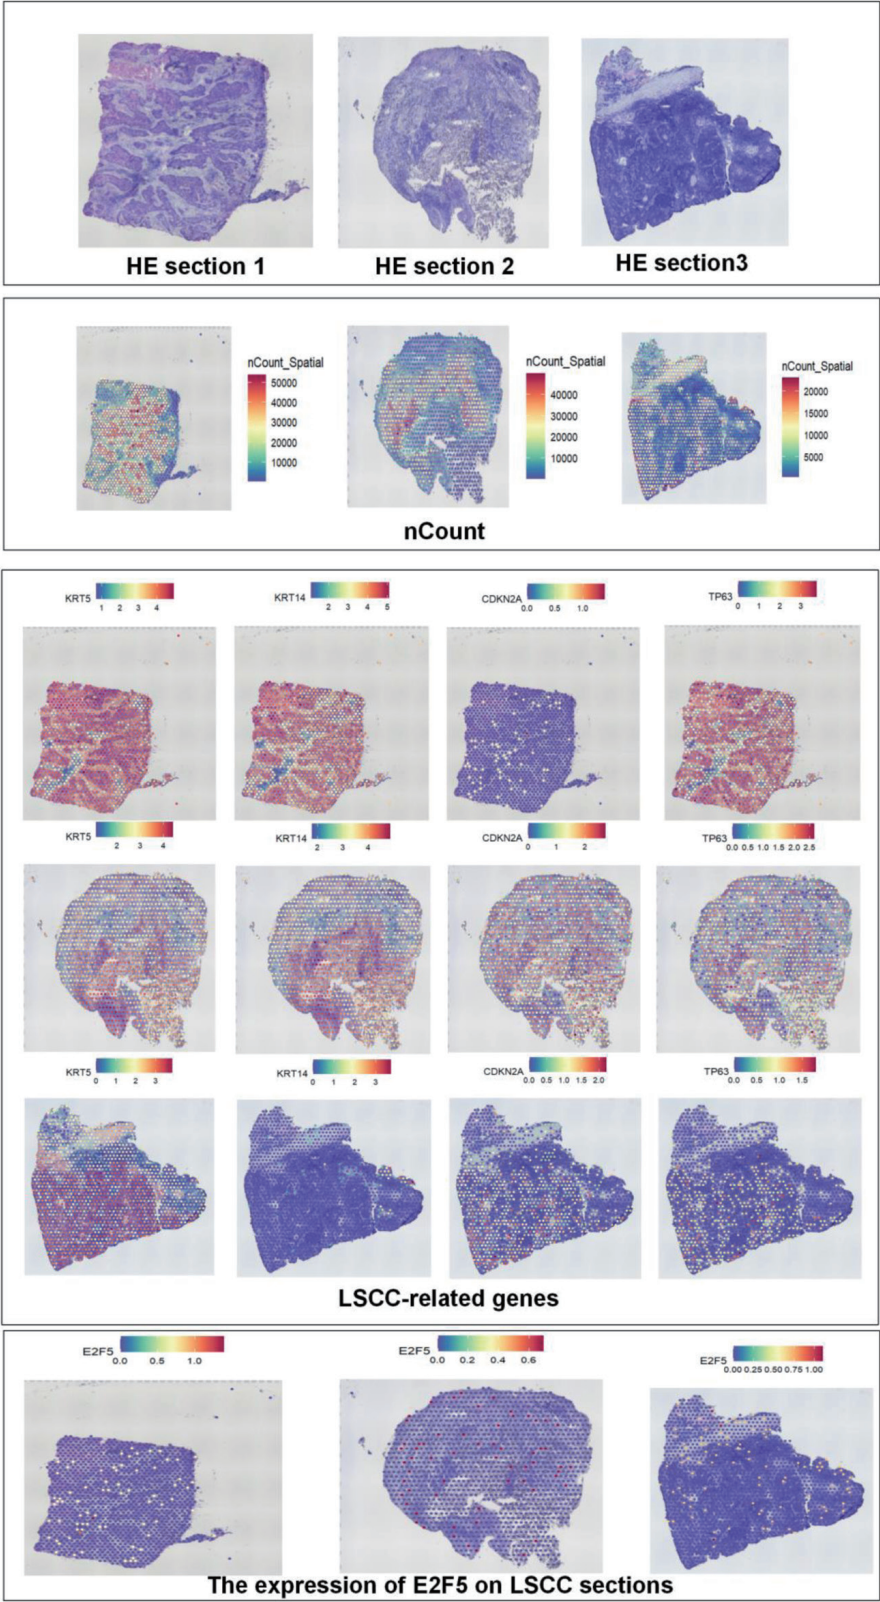 HE section 1
HE section 2
HE section3
nCount_Spatial
50000
40000
30000
20000
10000
nCount_Spatial
40000
30000
20000
10000
nCount_Spatial
20000
15000
10000
5000
nCount
KRT5
1 2 3 4
KRT14
2 3 4 5
CDKN2A
0.0 0.5 1.0
TP63
0 1 2 3
KRT5
2 3 4
KRT14
2 3 4
CDKN2A
0 1 2
TP63
0.0 0.5 1.0 1.5 2.0 2.5
KRT5
0 1 2 3
KRT14
0 1 2 3
CDKN2A
0.0 0.5 1.0 1.5 2.0
TP63
0.0 0.5 1.0 1.5
LSCC-related genes
E2F5
0.0 0.5 1.0
E2F5
0.0 0.2 0.4 0.6
E2F5
0.00 0.25 0.50 0.75 1.00
The expression of E2F5 on LSCC sections